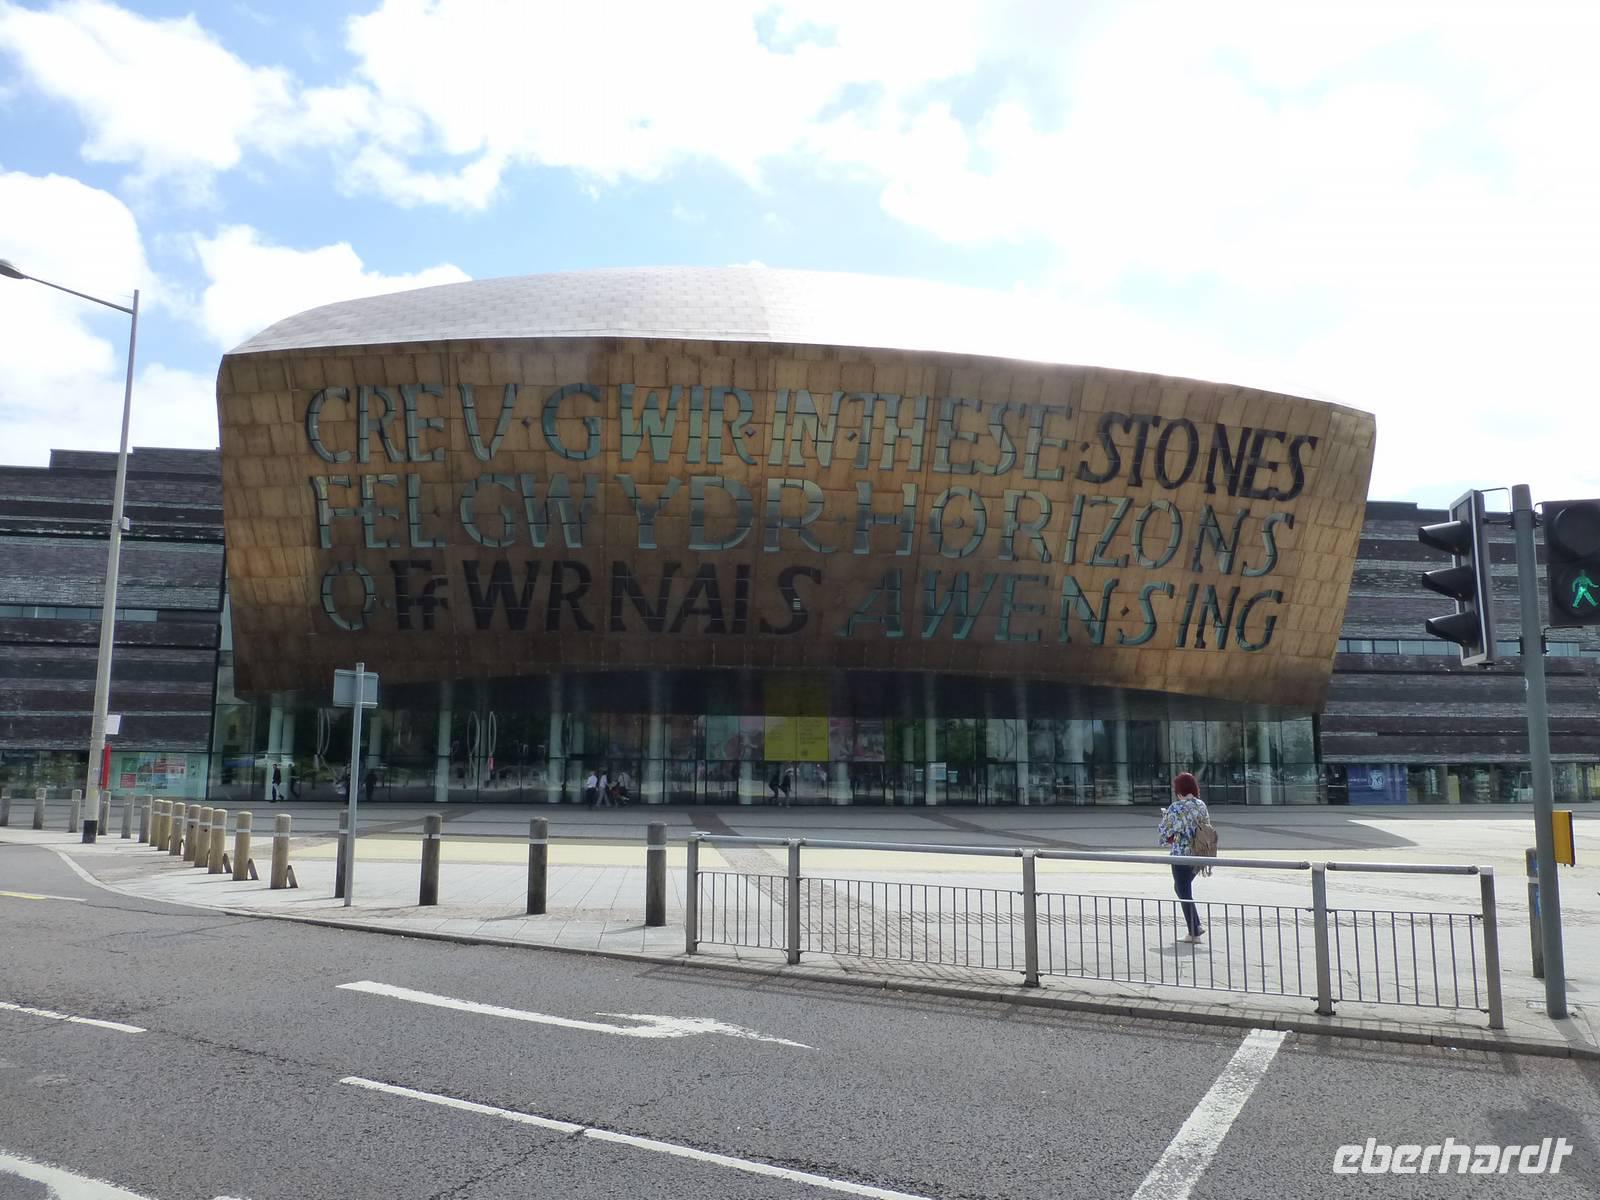 CREU·GWIR·IN·THESE·STONES
FEL GWYDR·HORIZONS
O FFWRNAIS AWEN·SING
eberhardt